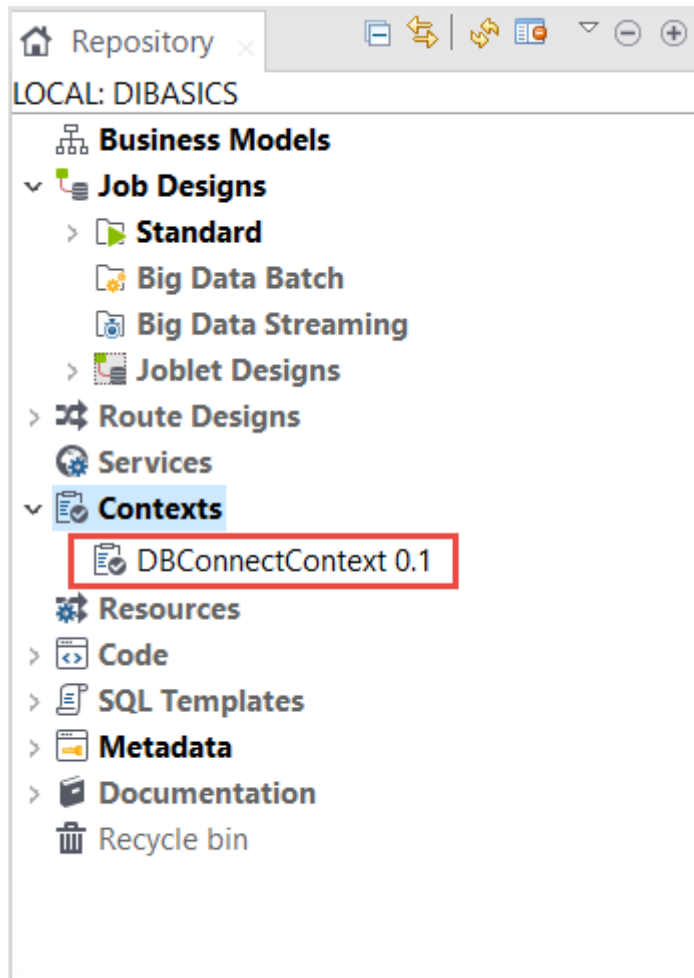 Repository
LOCAL: DIBASICS
Business Models
Job Designs
Standard
Big Data Batch
Big Data Streaming
Joblet Designs
Route Designs
Services
Contexts
DBConnectContext 0.1
Resources
Code
SQL Templates
Metadata
Documentation
Recycle bin